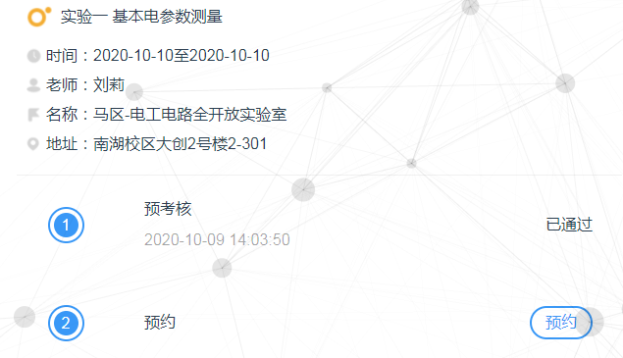 实验一 基本电参数测量
时间：2020-10-10至2020-10-10
老师：刘莉
名称：马区-电工电路全开放实验室
地址：南湖校区大创2号楼2-301
1
预考核
已通过
2020-10-09 14:03:50
2
预约
预约